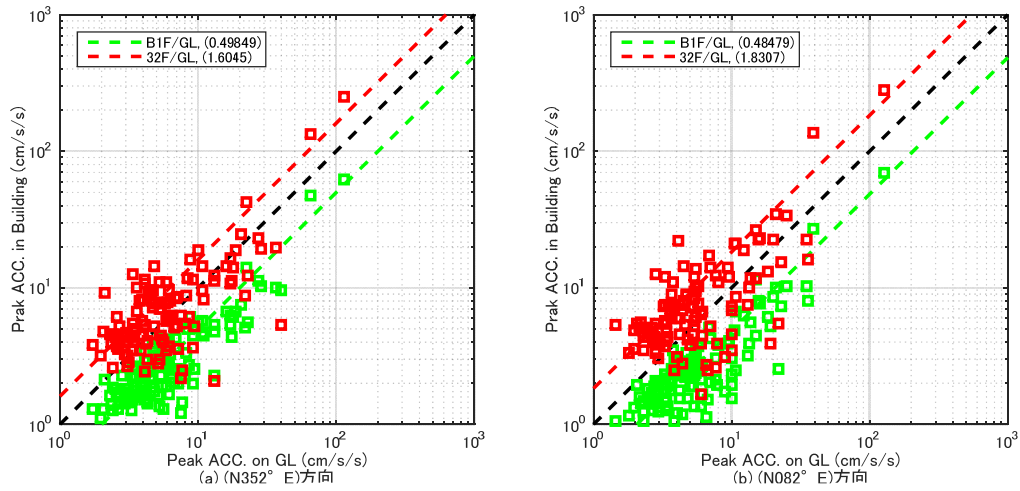 B1F/GL, (0.49849)
32F/GL, (1.6045)
10³
10²
10¹
10⁰
Prak ACC. in Building (cm/s/s)
10⁰ 10¹ 10² 10³
Peak ACC. on GL (cm/s/s)
(a) (N352° E)方向
B1F/GL, (0.48479)
32F/GL, (1.8307)
10³
10²
10¹
10⁰
Prak ACC. in Building (cm/s/s)
10⁰ 10¹ 10² 10³
Peak ACC. on GL (cm/s/s)
(b) (N082° E)方向